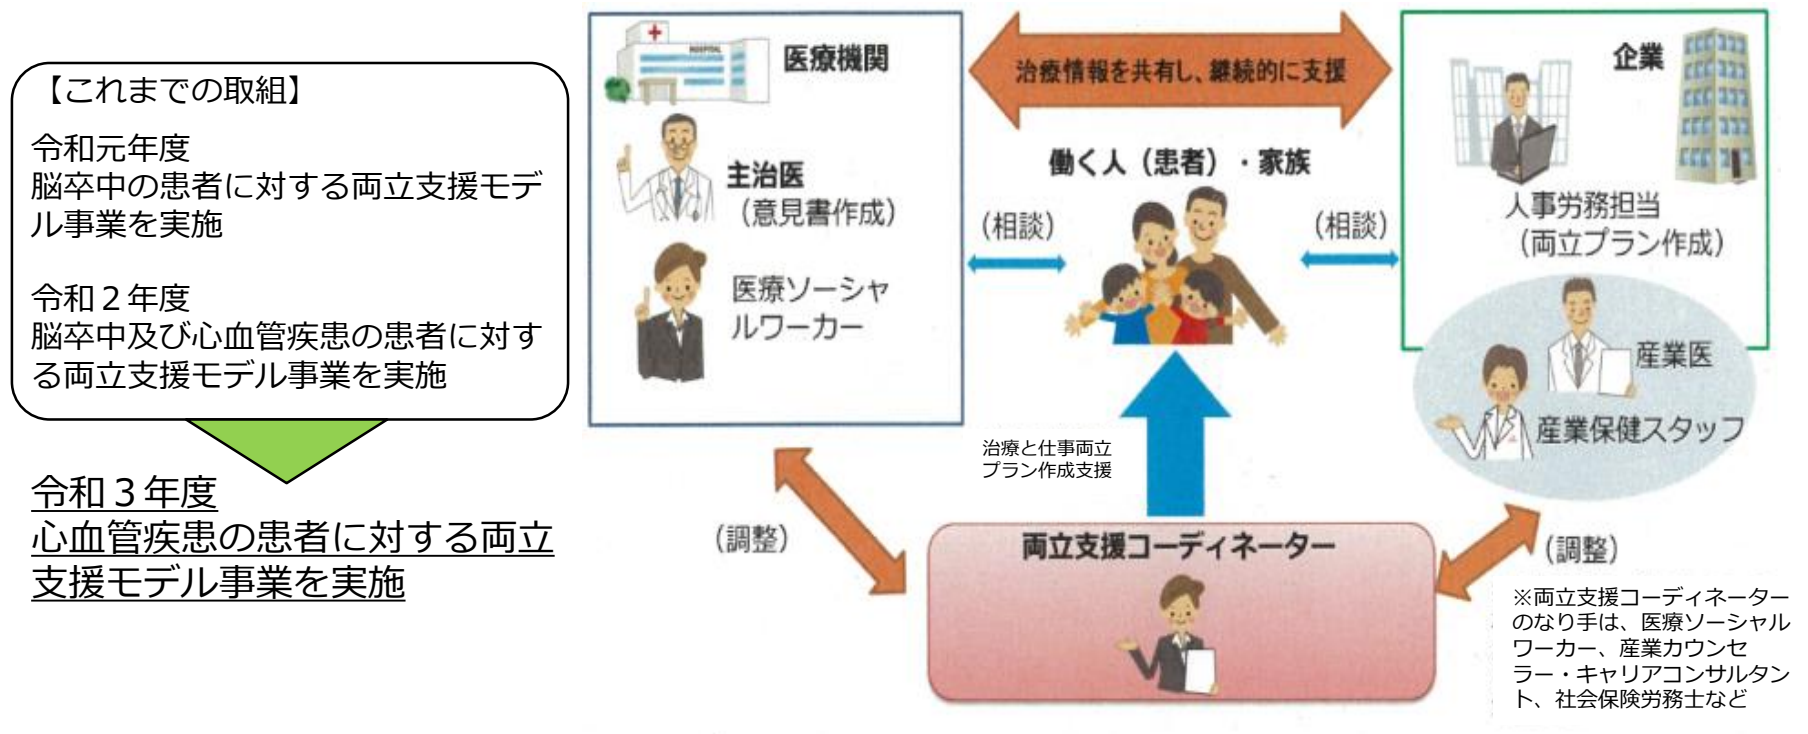 【これまでの取組】
令和元年度
脳卒中の患者に対する両立支援モデ
ル事業を実施
令和２年度
脳卒中及び心血管疾患の患者に対す
る両立支援モデル事業を実施
令和３年度
心血管疾患の患者に対する両立
支援モデル事業を実施
HOSPITAL
医療機関
主治医
（意見書作成）
医療ソーシャ
ルワーカー
治療情報を共有し、継続的に支援
働く人（患者）・家族
（相談）
（相談）
企業
人事労務担当
（両立プラン作成）
産業医
産業保健スタッフ
治療と仕事両立
プラン作成支援
（調整）
両立支援コーディネーター
（調整）
※両立支援コーディネーター
のなり手は、医療ソーシャル
ワーカー、産業カウンセ
ラー・キャリアコンサルタン
ト、社会保険労務士など